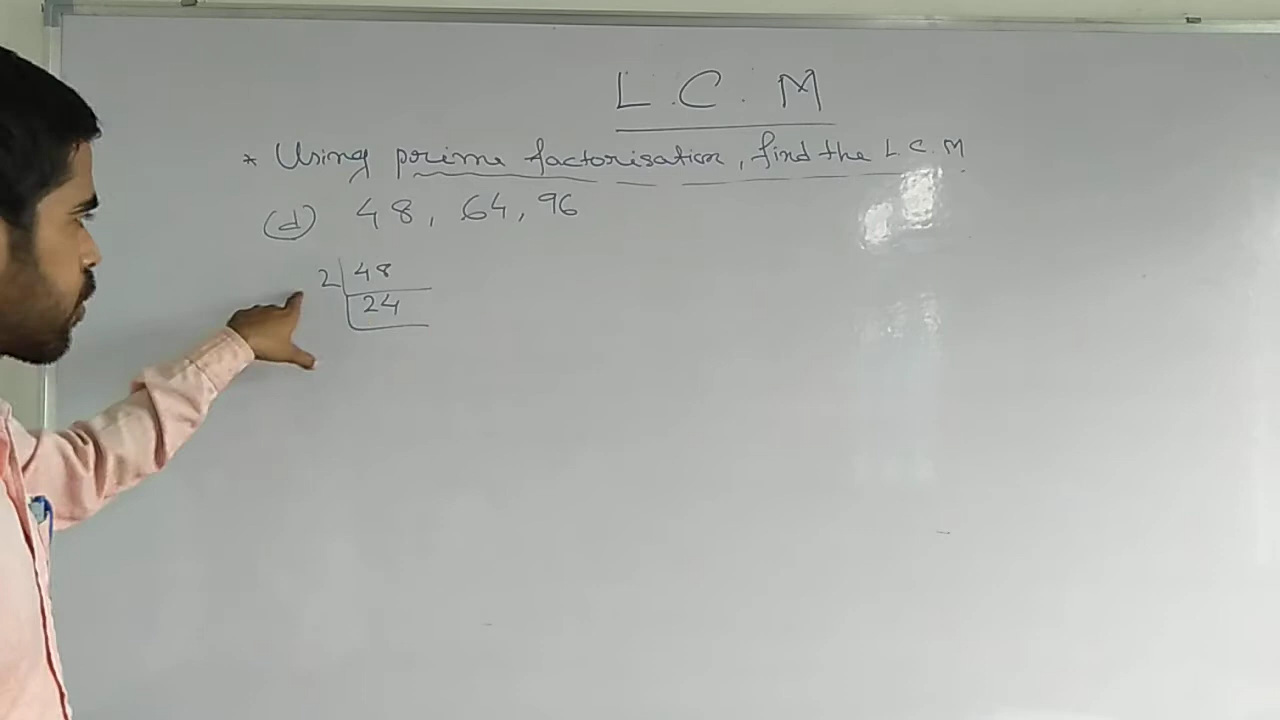 L.C.M
* Using prime factorisation, find the L.C.M.
(d) 48, 64, 96
2 48
24